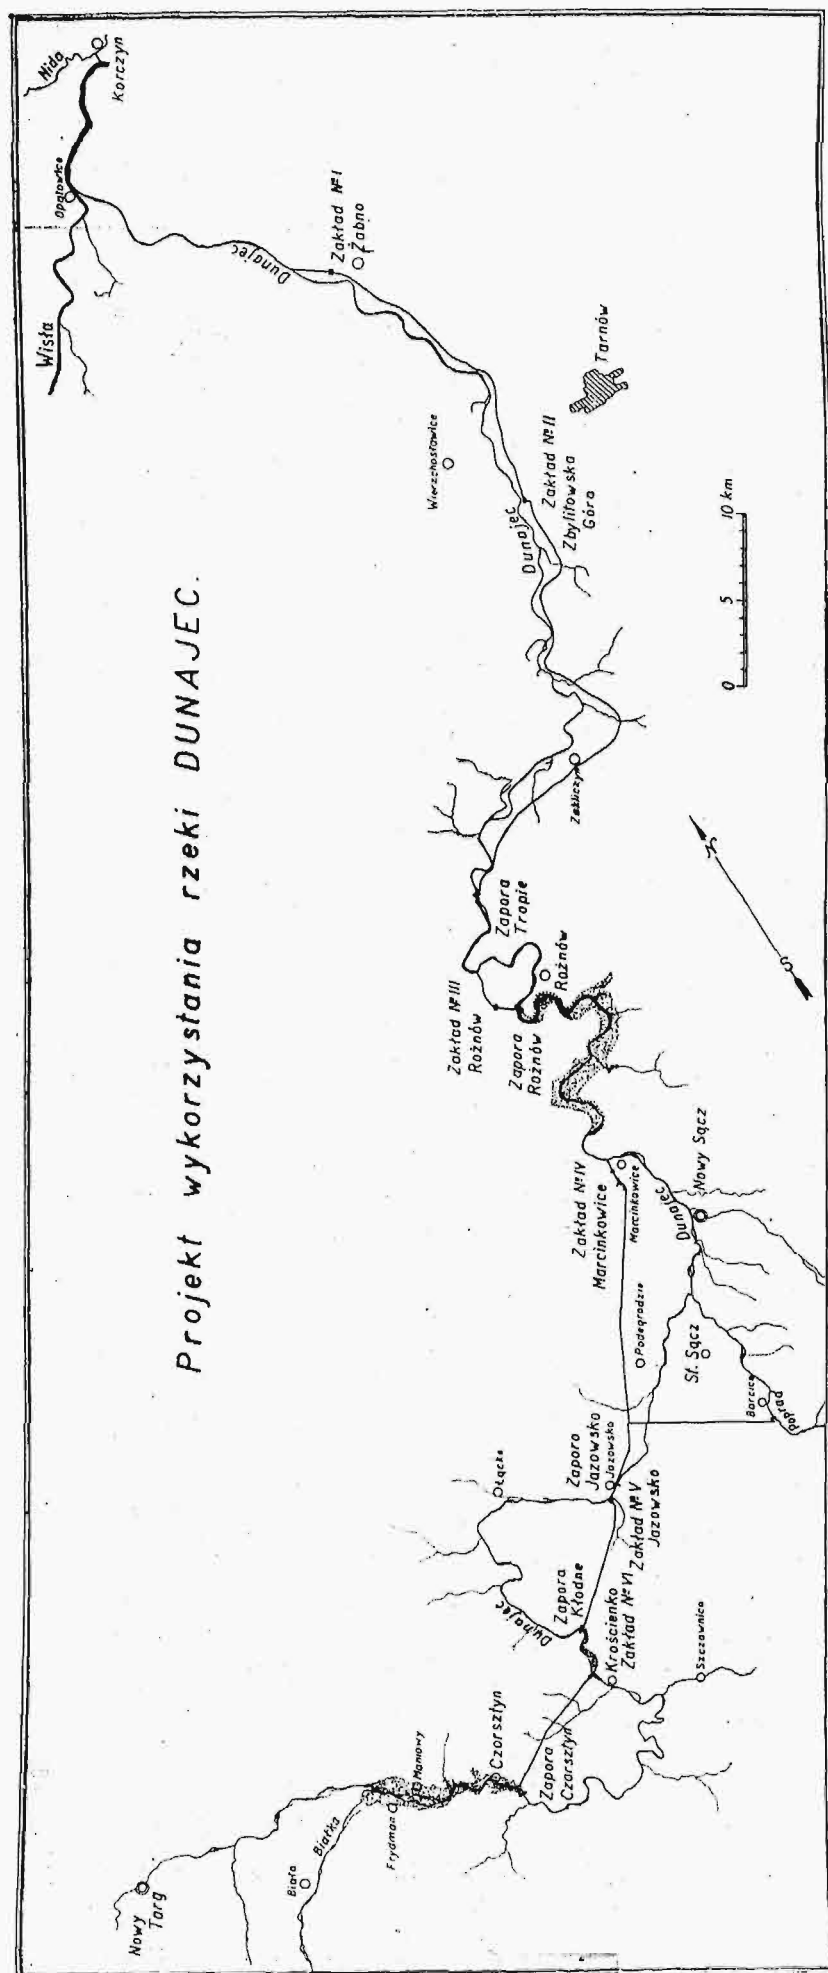 Projekt wykorzystania rzeki DUNAJEC.
Nida
Korczyn
Opatowice
Wisła
Dunajec
Zakład № I
Żabno
Wierzchosławice
Tarnów
Zakład № II
Zbylitowska
Góra
Dunajec
0 5 10 km
Zakliczyn
N
S
Zapora
Tropie
Rożnów
Zakład № III
Rożnów
Zapora
Rożnów
Zakład № IV
Marcinkowice
Marcinkowice
Dunajec
Nowy Sącz
Podegrodzie
St. Sącz
Barcice
Poprad
Zapora
Jazowsko
Jazowsko
Zakład № V
Jazowsko
Łącko
Dunajec
Zapora
Kłodne
Krościenko
Zakład № VI
Szczawnica
Czorsztyn
Zapora
Czorsztyn
Maniowy
Frydman
Białka
Biała
Nowy
Targ